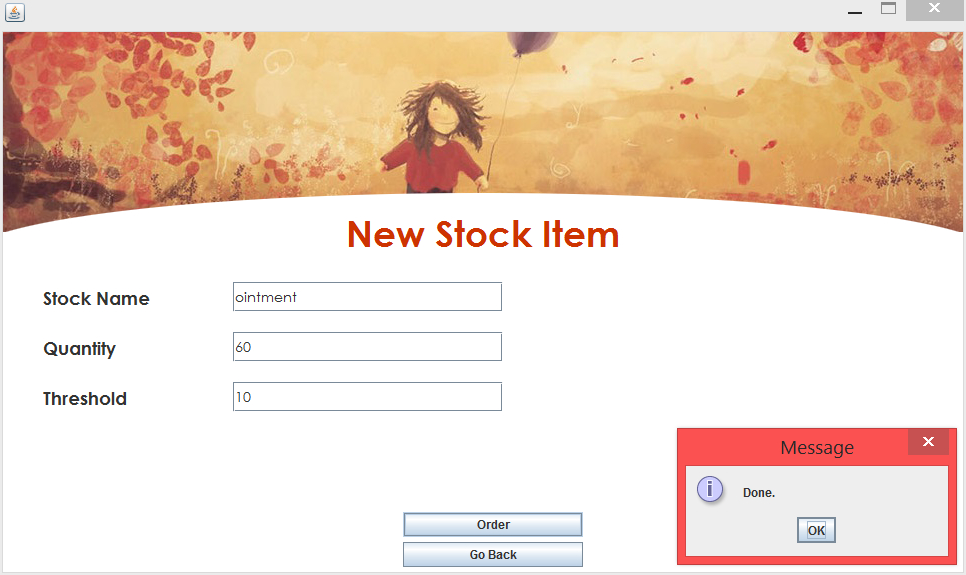 New Stock Item
Stock Name
ointment
Quantity
60
Threshold
10
Message
i
Done.
OK
Order
Go Back